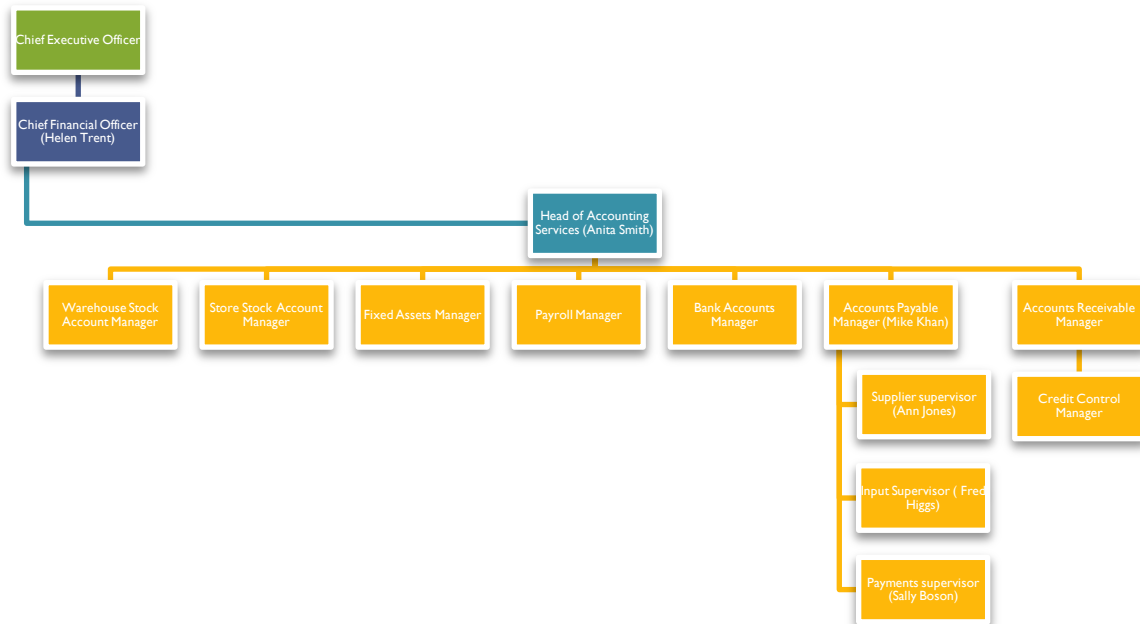 Chief Executive Officer
Chief Financial Officer
(Helen Trent)
Head of Accounting
Services (Anita Smith)
Warehouse Stock
Account Manager
Store Stock Account
Manager
Fixed Assets Manager
Payroll Manager
Bank Accounts
Manager
Accounts Payable
Manager (Mike Khan)
Accounts Receivable
Manager
Supplier supervisor
(Ann Jones)
Credit Control
Manager
Input Supervisor ( Fred
Higgs)
Payments supervisor
(Sally Boson)